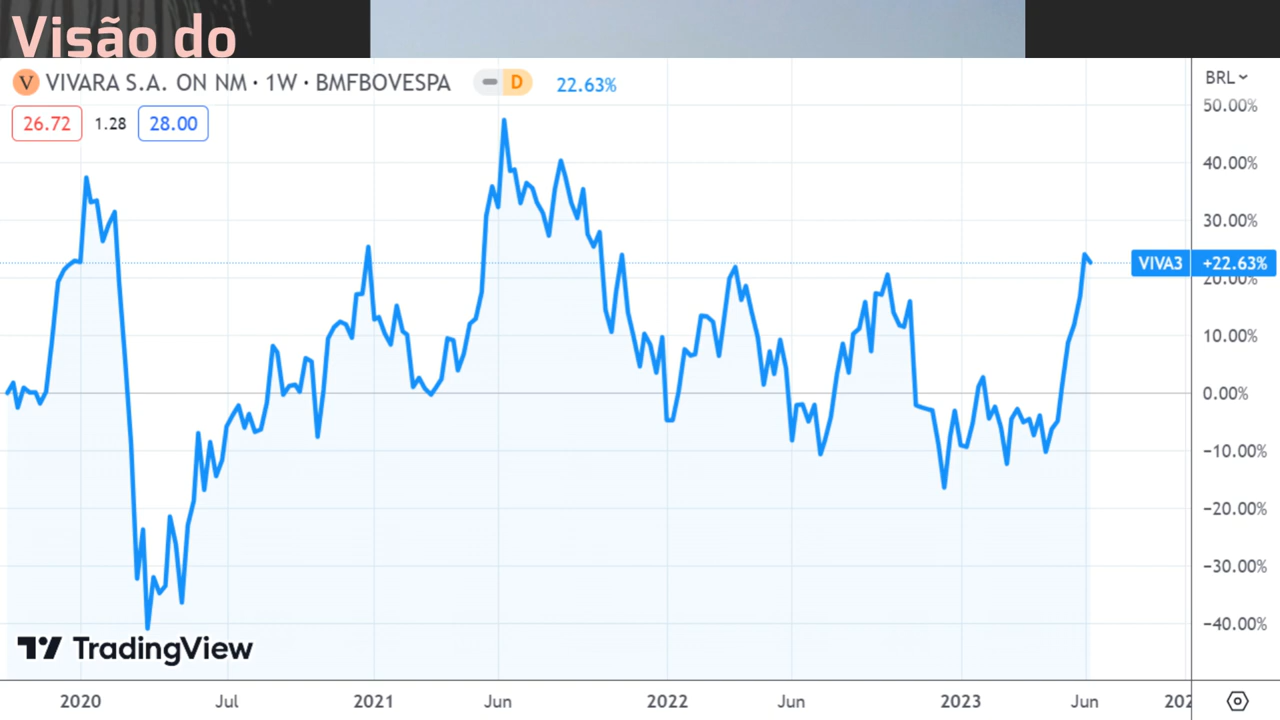 Visão do
V VIVARA S.A. ON NM · 1W · BMFBOVESPA D 22.63%
BRL
26.72 1.28 28.00
50.00%
40.00%
30.00%
VIVA3 +22.63%
20.00%
10.00%
0.00%
−10.00%
−20.00%
−30.00%
−40.00%
TradingView
2020 Jul 2021 Jun 2022 Jun 2023 Jun